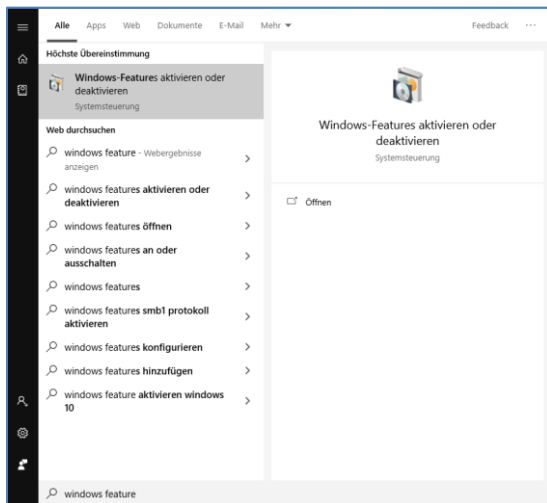 Alle Apps Web Dokumente E-Mail Mehr Feedback ...
Höchste Übereinstimmung
Windows-Features aktivieren oder
deaktivieren
Systemsteuerung
Web durchsuchen
windows feature - Webergebnisse
anzeigen
windows features aktivieren oder
deaktivieren
windows features öffnen
windows features an oder
ausschalten
windows features
windows features smb1 protokoll
aktivieren
windows features konfigurieren
windows features hinzufügen
windows feature aktivieren windows
10
Windows-Features aktivieren oder
deaktivieren
Systemsteuerung
Öffnen
windows feature